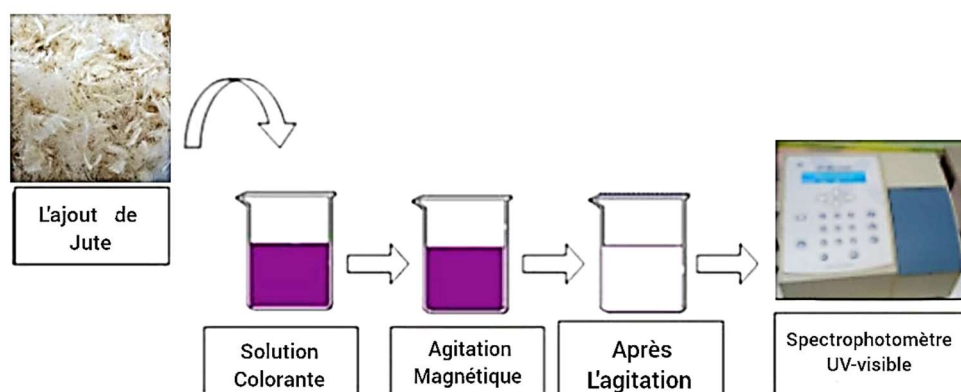 L'ajout de
Jute
Solution
Colorante
Agitation
Magnétique
Après
L'agitation
Spectrophotomètre
UV-visible